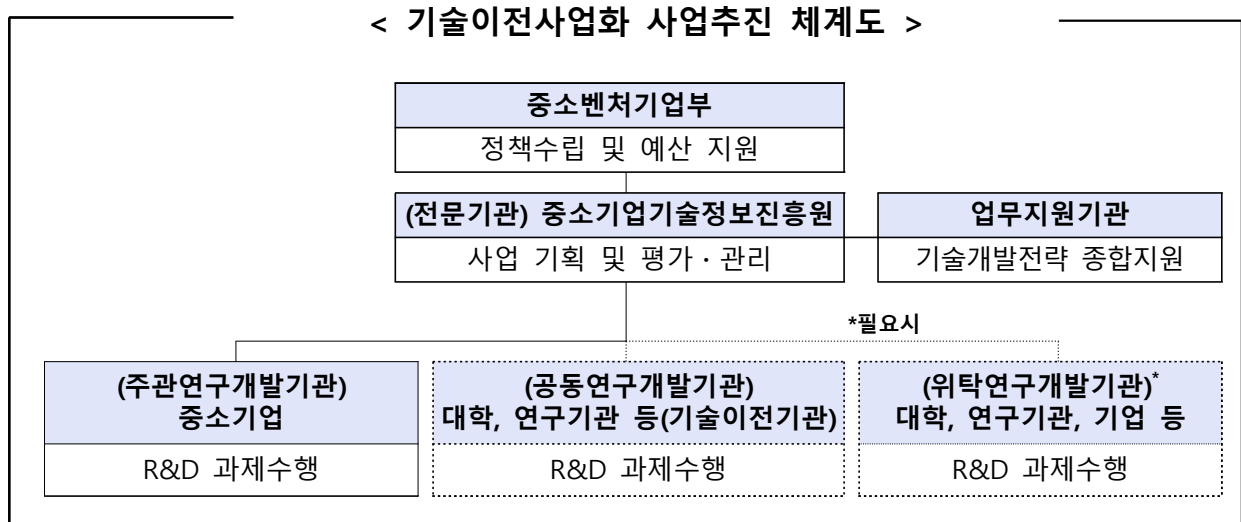 < 기술이전사업화 사업추진 체계도 >
중소벤처기업부
정책수립 및 예산 지원
(전문기관) 중소기업기술정보진흥원
업무지원기관
사업 기획 및 평가·관리
기술개발전략 종합지원
*필요시
(주관연구개발기관)
중소기업
(공동연구개발기관)
대학, 연구기관 등(기술이전기관)
(위탁연구개발기관)*
대학, 연구기관, 기업 등
R&D 과제수행
R&D 과제수행
R&D 과제수행